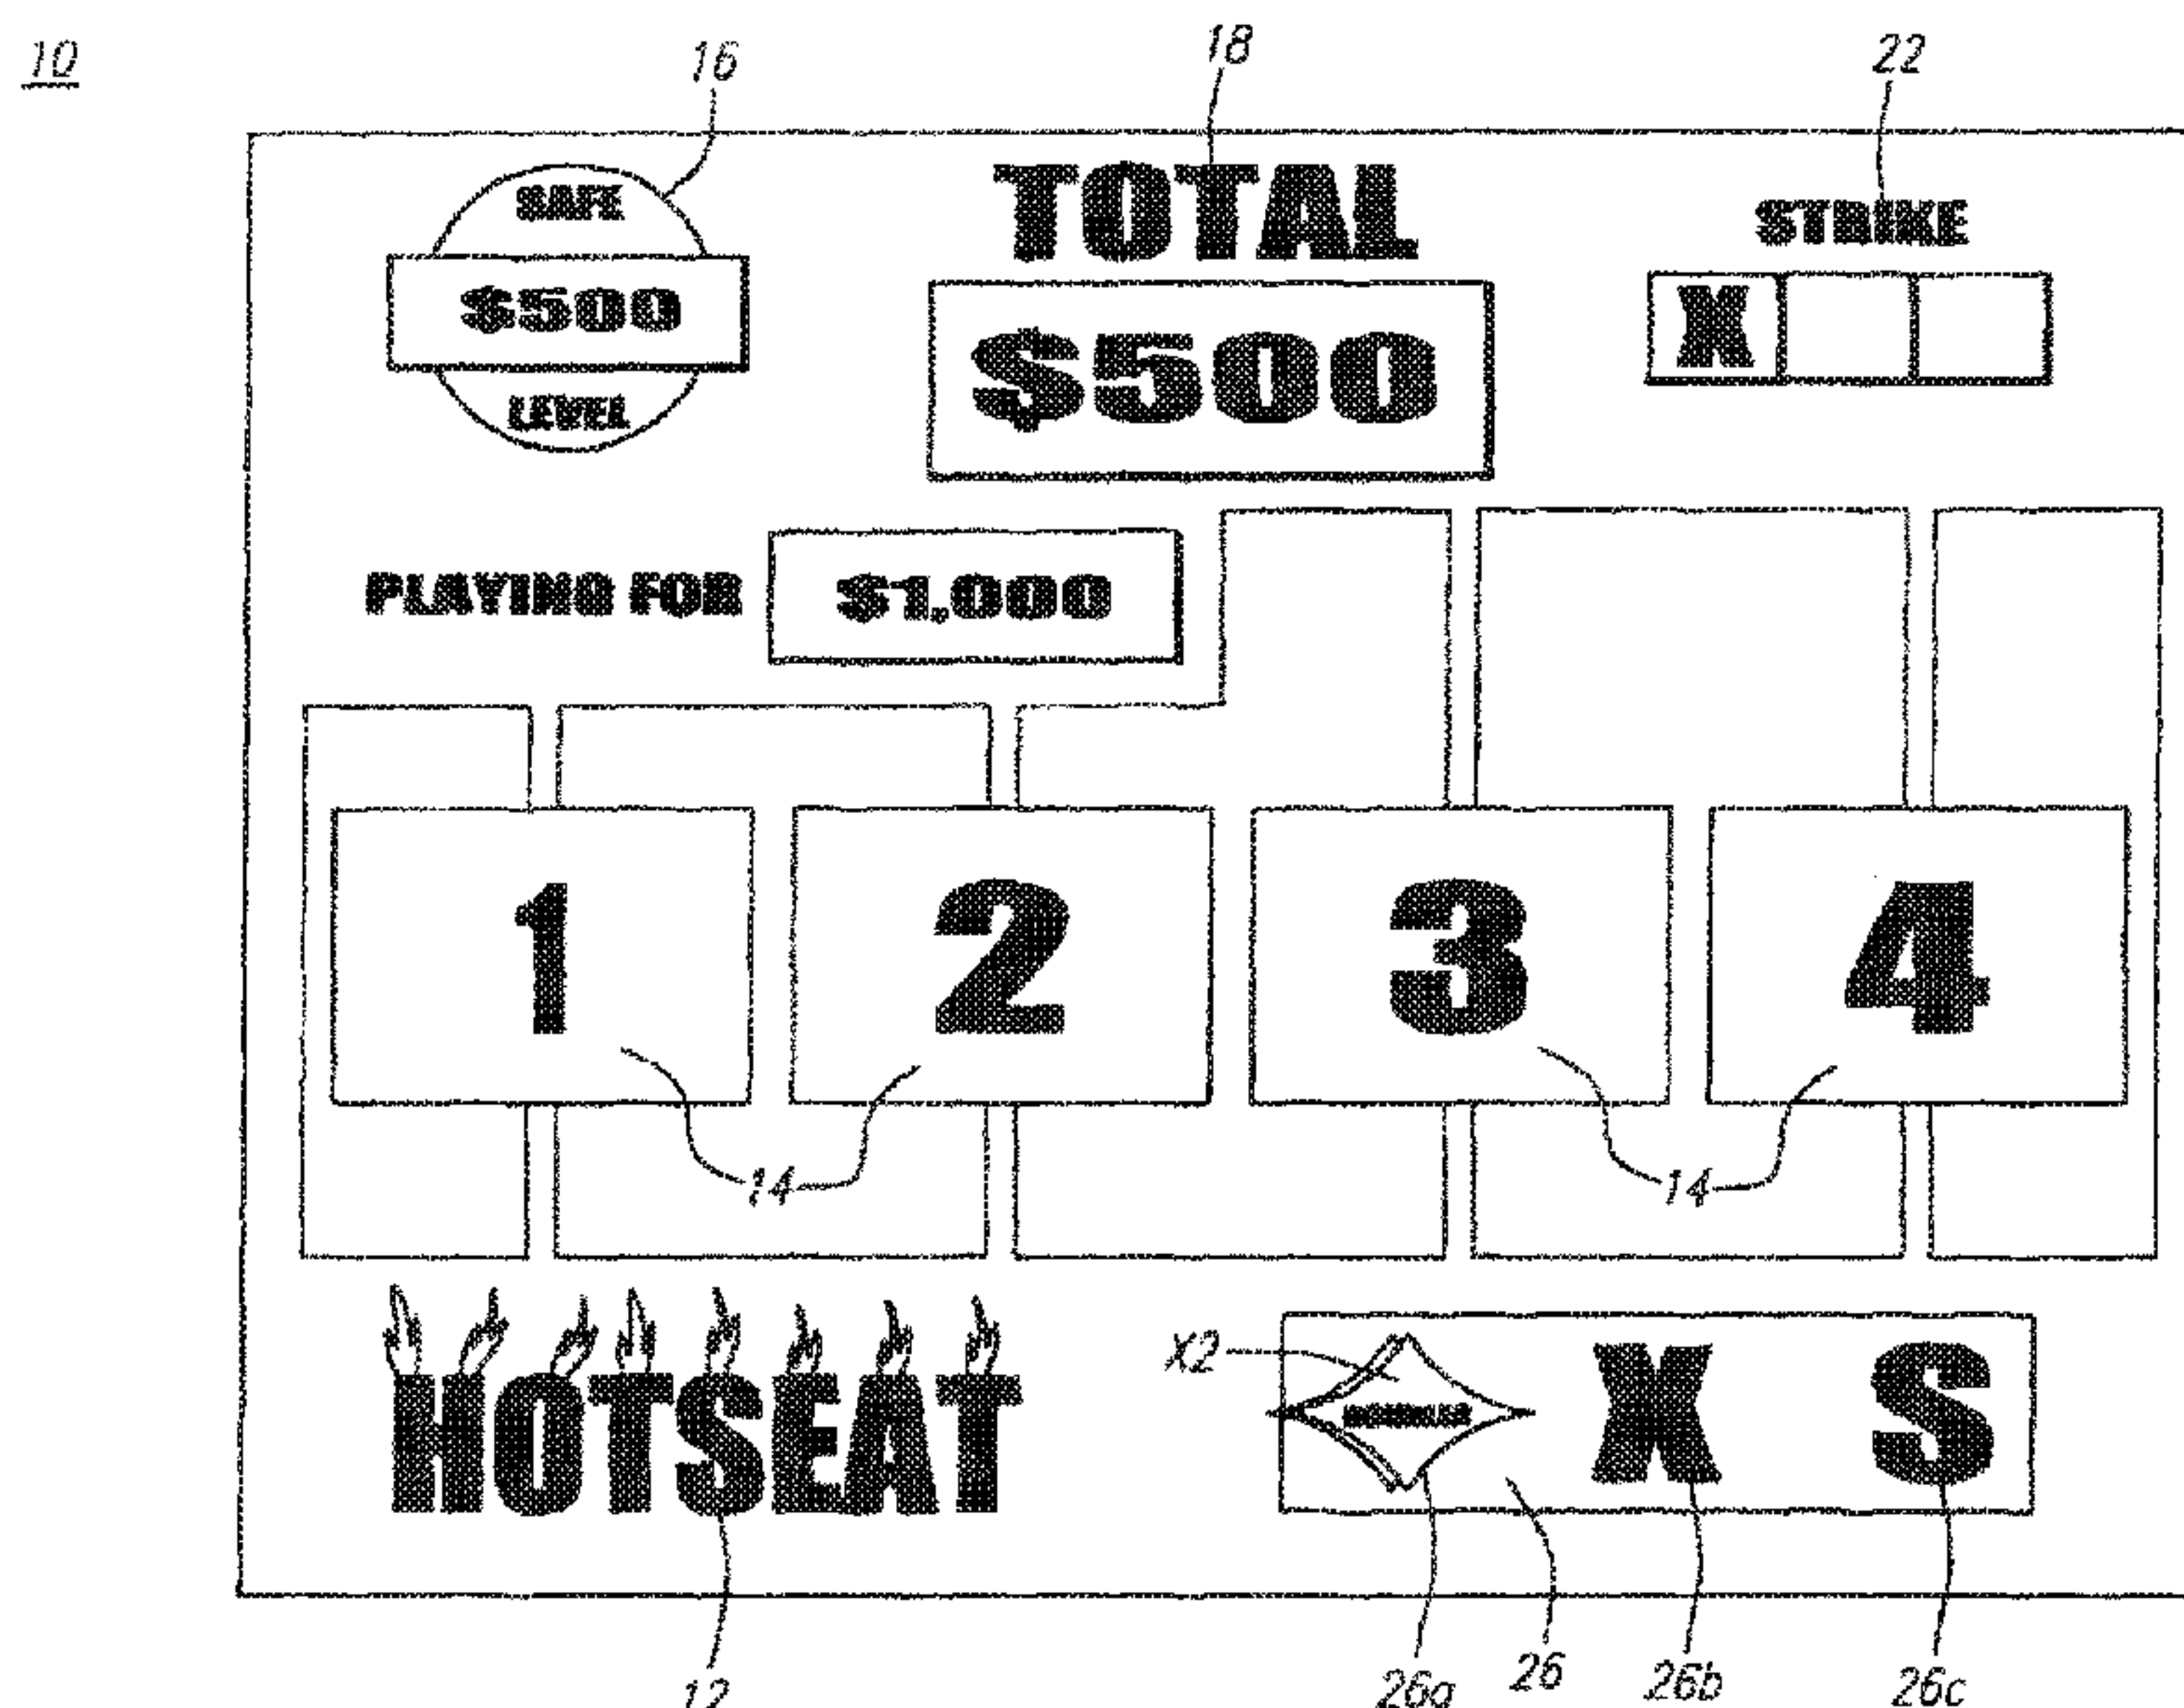 10
16
18
22
SAFE
TOTAL
STRIKE
$500
$500
X
LEVEL
PLAYING FOR $1,000
1 2 3 4
14 14
HOTSEAT
X2
X S
12 26a 26 26b 26c